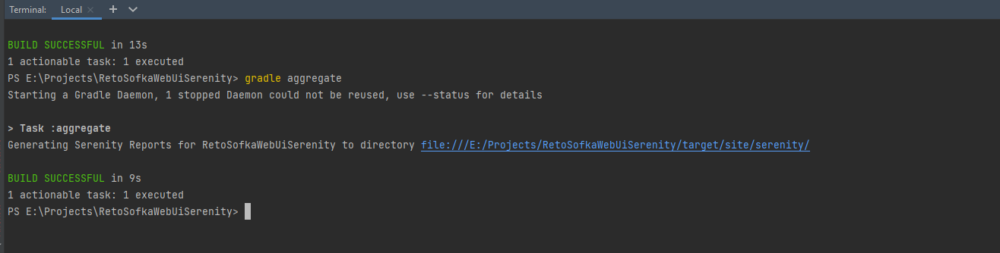 Terminal: Local
BUILD SUCCESSFUL in 13s
1 actionable task: 1 executed
PS E:\Projects\RetoSofkaWebUiSerenity> gradle aggregate
Starting a Gradle Daemon, 1 stopped Daemon could not be reused, use --status for details
> Task :aggregate
Generating Serenity Reports for RetoSofkaWebUiSerenity to directory file:///E:/Projects/RetoSofkaWebUiSerenity/target/site/serenity/
BUILD SUCCESSFUL in 9s
1 actionable task: 1 executed
PS E:\Projects\RetoSofkaWebUiSerenity>